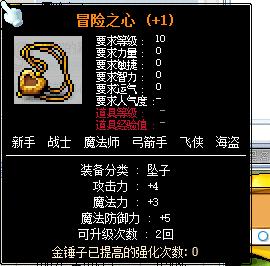 冒险之心 (+1)
要求等级 : 10
要求力量 : 0
要求敏捷 : 0
要求智力 : 0
要求运气 : 0
要求人气度 : -
道具等级 : -
道具经验值 : -
新手 战士 魔法师 弓箭手 飞侠 海盗
装备分类 : 坠子
攻击力 : +4
魔法力 : +3
魔法防御力 : +5
可升级次数 : 2回
金锤子已提高的强化次数: 0